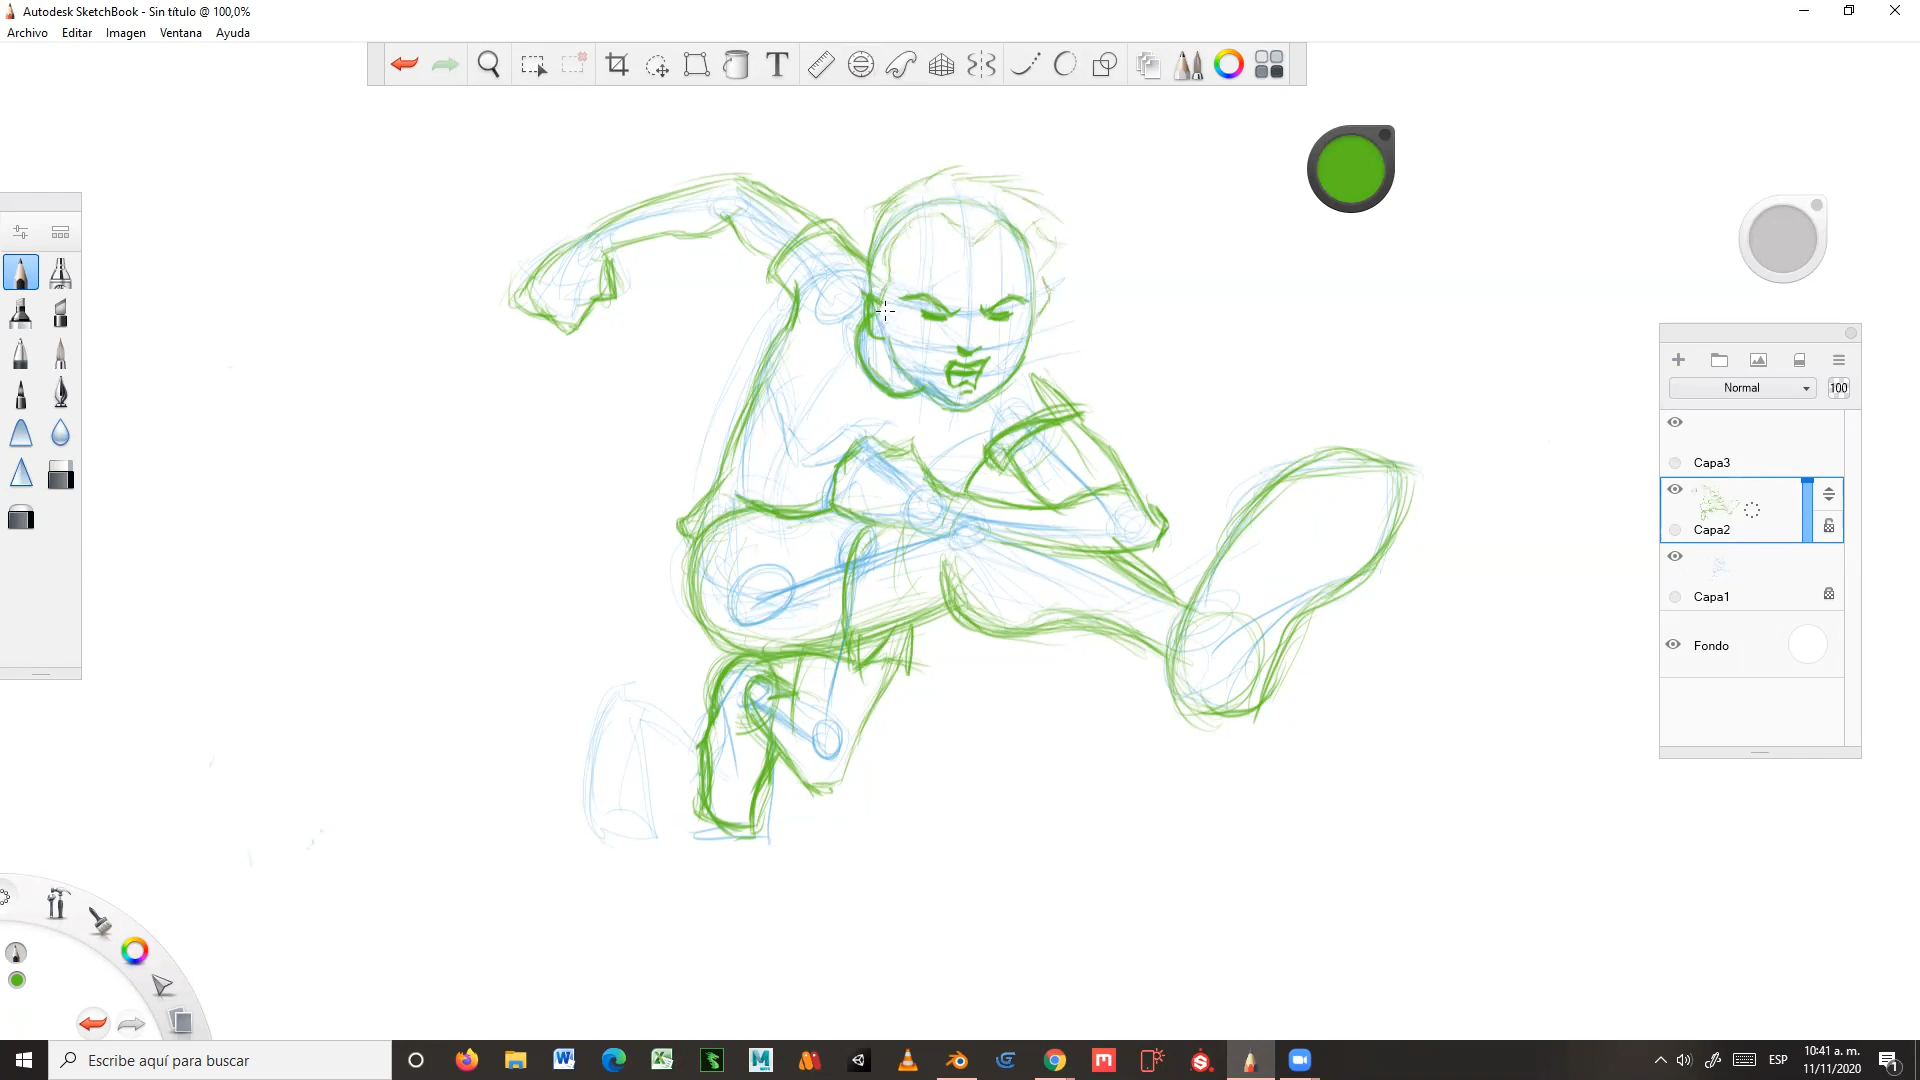 Autodesk SketchBook - Sin título @ 100,0%
Archivo Editar Imagen Ventana Ayuda
T
Normal 100
Capa3
Capa2
Capa1
Fondo
Escribe aquí para buscar
ESP
10:41 a. m.
11/11/2020
1